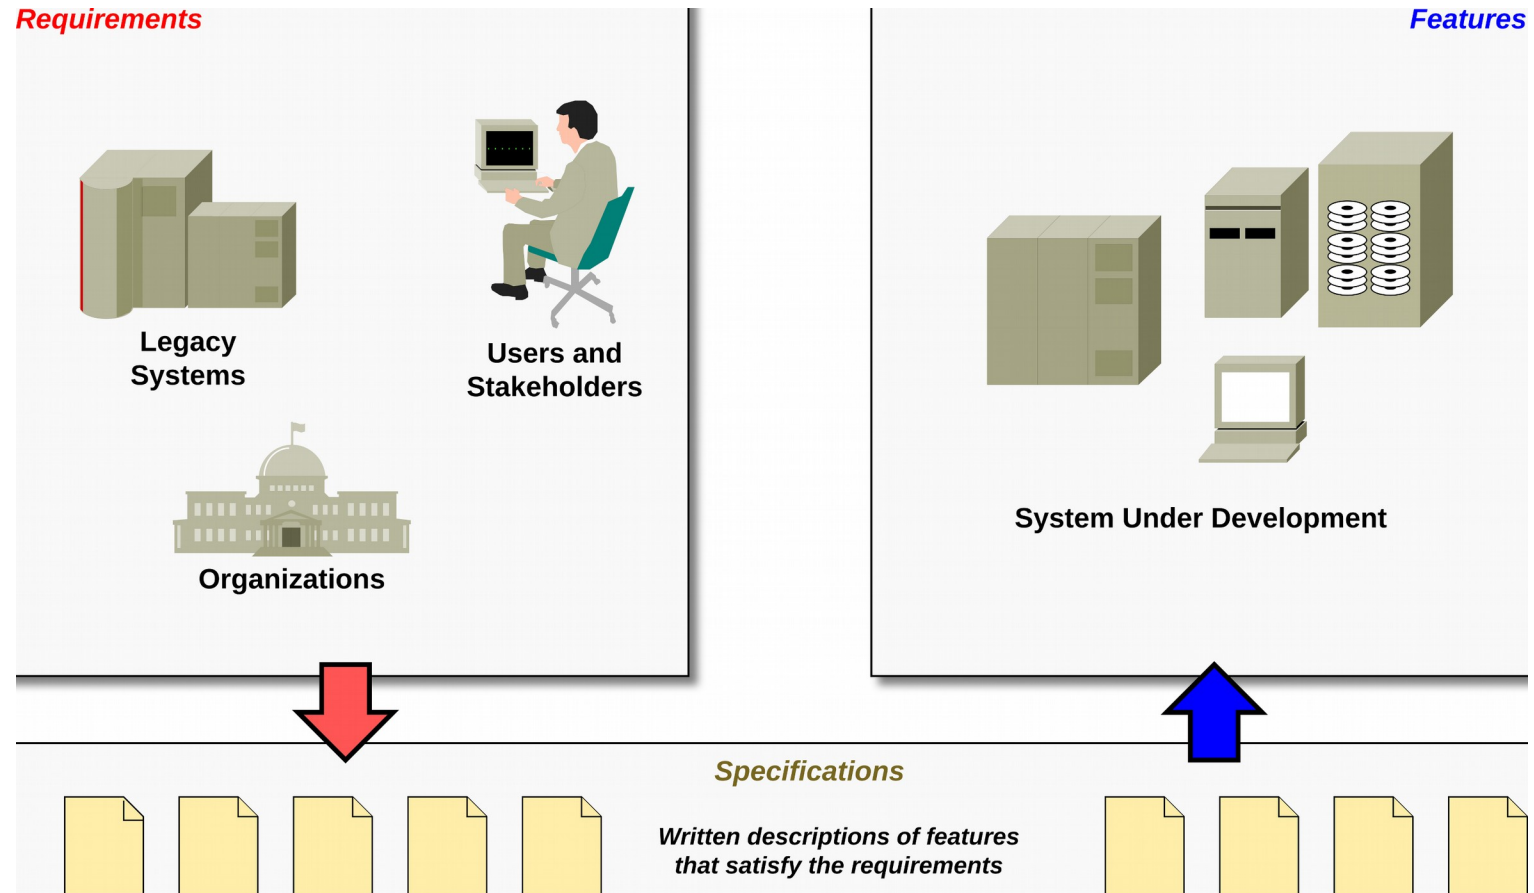 Requirements
Features
Legacy
Systems
Users and
Stakeholders
Organizations
System Under Development
Specifications
Written descriptions of features
that satisfy the requirements